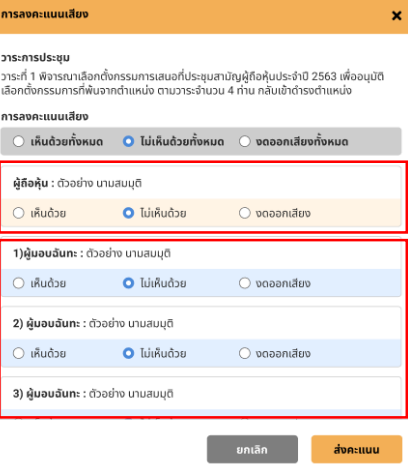 การลงคะแนนเสียง
วาระการประชุม
วาระที่ 1 พิจารณาเลือกตั้งกรรมการเสนอที่ประชุมสามัญผู้ถือหุ้นประจำปี 2563 เพื่ออนุมัติ
เลือกตั้งกรรมการที่พ้นจากตำแหน่ง ตามวาระจำนวน 4 ท่าน กลับเข้าดำรงตำแหน่ง
การลงคะแนนเสียง
เห็นด้วยทั้งหมด ไม่เห็นด้วยทั้งหมด งดออกเสียงทั้งหมด
ผู้ถือหุ้น : ตัวอย่าง นามสมมุติ
เห็นด้วย ไม่เห็นด้วย งดออกเสียง
1)ผู้มอบฉันทะ : ตัวอย่าง นามสมมุติ
เห็นด้วย ไม่เห็นด้วย งดออกเสียง
2) ผู้มอบฉันทะ : ตัวอย่าง นามสมมุติ
เห็นด้วย ไม่เห็นด้วย งดออกเสียง
3) ผู้มอบฉันทะ : ตัวอย่าง นามสมมุติ
ยกเลิก ส่งคะแนน